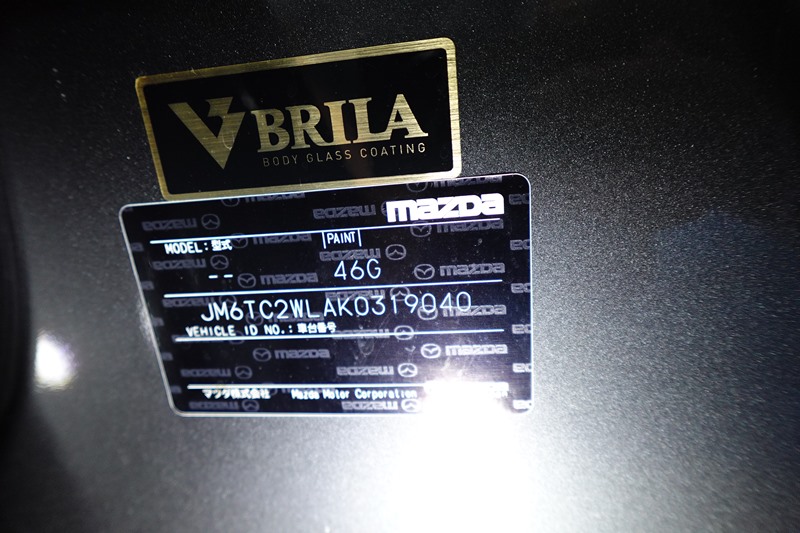 V BRILA
BODY GLASS COATING
mazda
MODEL：型式
PAINT
-- 46G
JM6TC2WLAK0319040
VEHICLE ID NO.：車台番号
マツダ株式会社 Mazda Motor Corporation